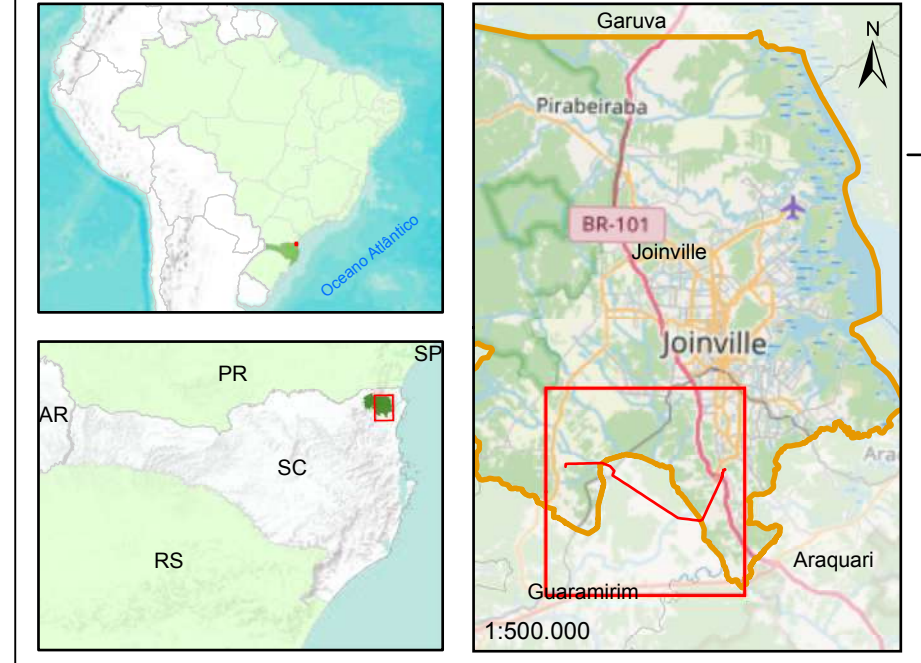 Oceano Atlântico
SP
PR
AR
SC
RS
Garuva
N
Pirabeiraba
BR-101
Joinville
Joinville
Ara
Araquari
Guaramirim
1:500.000